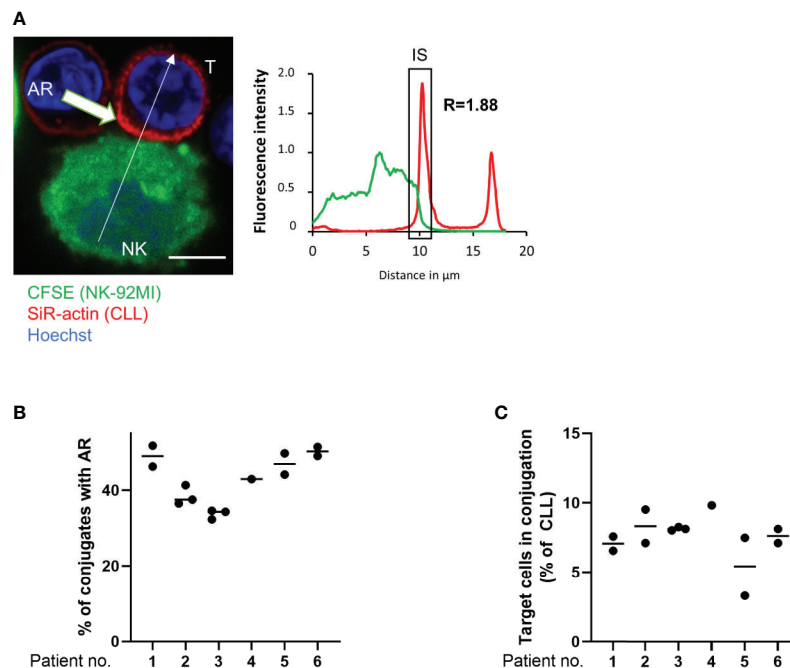 A
AR
T
NK
CFSE (NK-92MI)
SiR-actin (CLL)
Hoechst
IS
R=1.88
Fluorescence intensity
2.0
1.5
1.0
0.5
0
0 5 10 15 20
Distance in µm
B
% of conjugates with AR
40
20
0
Patient no. 1 2 3 4 5 6
C
Target cells in conjugation
(% of CLL)
15
10
5
0
Patient no. 1 2 3 4 5 6